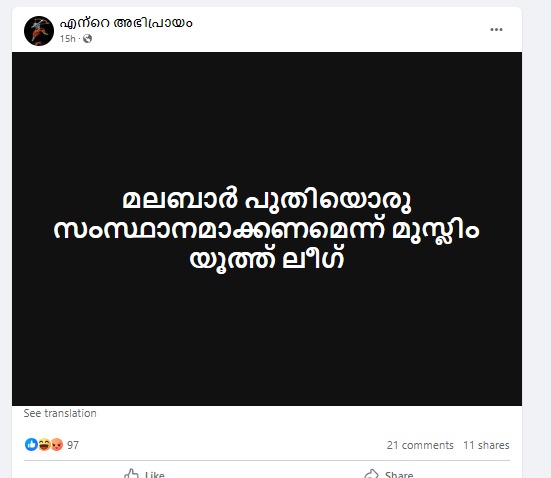 എന്റെ അഭിപ്രായം
15h ·
മലബാർ പുതിയൊരു
സംസ്ഥാനമാക്കണമെന്ന് മുസ്ലിം
യൂത്ത് ലീഗ്
See translation
97 21 comments 11 shares
Like Share